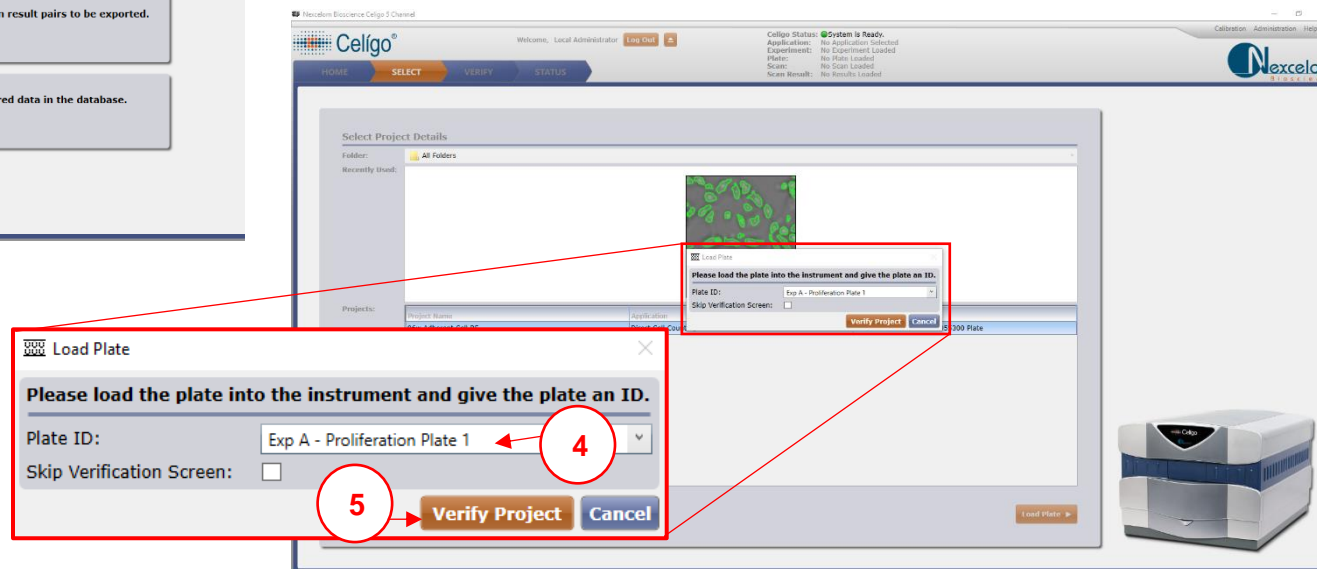 n result pairs to be exported.
red data in the database.
Nexcelom Bioscience Celigo 3 Channel
Celígo®
Welcome, Local Administrator Log Out
Celigo Status: System Is Ready.
Application: No Application Selected
Experiment: No Experiment Loaded
Plate: No Plate Loaded
Scan: No Scan Loaded
Scan Result: No Results Loaded
Calibration Administration Help
Nexcelo
HOME SELECT VERIFY STATUS
Select Project Details
Folder: All Folders
Recently Used:
Load Plate
Please load the plate into the instrument and give the plate an ID.
Plate ID: Exp A - Proliferation Plate 1
Skip Verification Screen:
Verify Project Cancel
Projects:
Project Name Application
300 Plate
Load Plate
Please load the plate into the instrument and give the plate an ID.
Plate ID: Exp A - Proliferation Plate 1
4
Skip Verification Screen:
5
Verify Project Cancel
Load Plate
Celigo